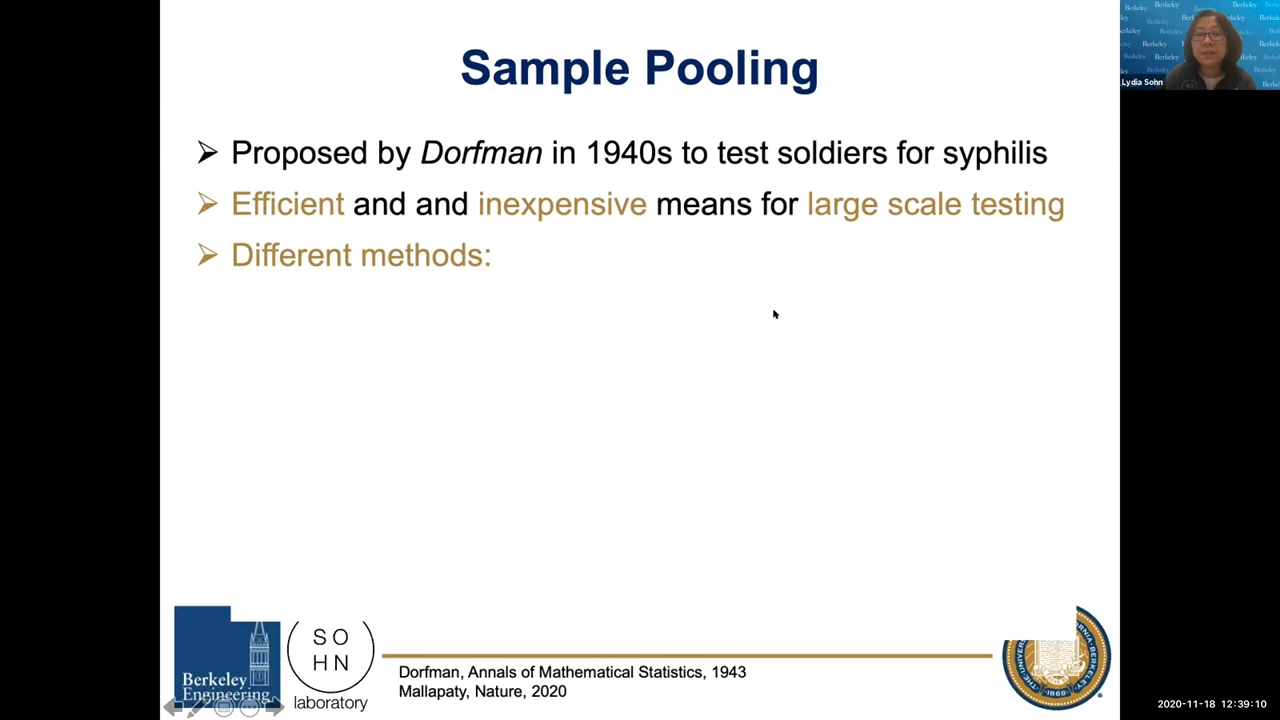 Sample Pooling
Proposed by Dorfman in 1940s to test soldiers for syphilis
Efficient and and inexpensive means for large scale testing
Different methods:
Lydia Sohn
Berkeley
Engineering
SO
HN
laboratory
Dorfman, Annals of Mathematical Statistics, 1943
Mallapaty, Nature, 2020
1868
2020-11-18 12:39:10